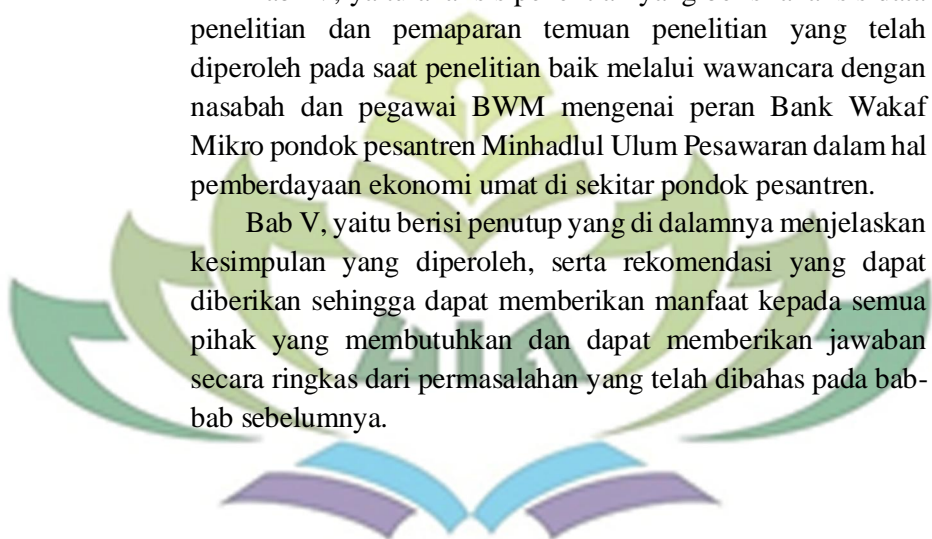 penelitian dan pemaparan temuan penelitian yang telah
diperoleh pada saat penelitian baik melalui wawancara dengan
nasabah dan pegawai BWM mengenai peran Bank Wakaf
Mikro pondok pesantren Minhadlul Ulum Pesawaran dalam hal
pemberdayaan ekonomi umat di sekitar pondok pesantren.
Bab V, yaitu berisi penutup yang di dalamnya menjelaskan
kesimpulan yang diperoleh, serta rekomendasi yang dapat
diberikan sehingga dapat memberikan manfaat kepada semua
pihak yang membutuhkan dan dapat memberikan jawaban
secara ringkas dari permasalahan yang telah dibahas pada bab-
bab sebelumnya.